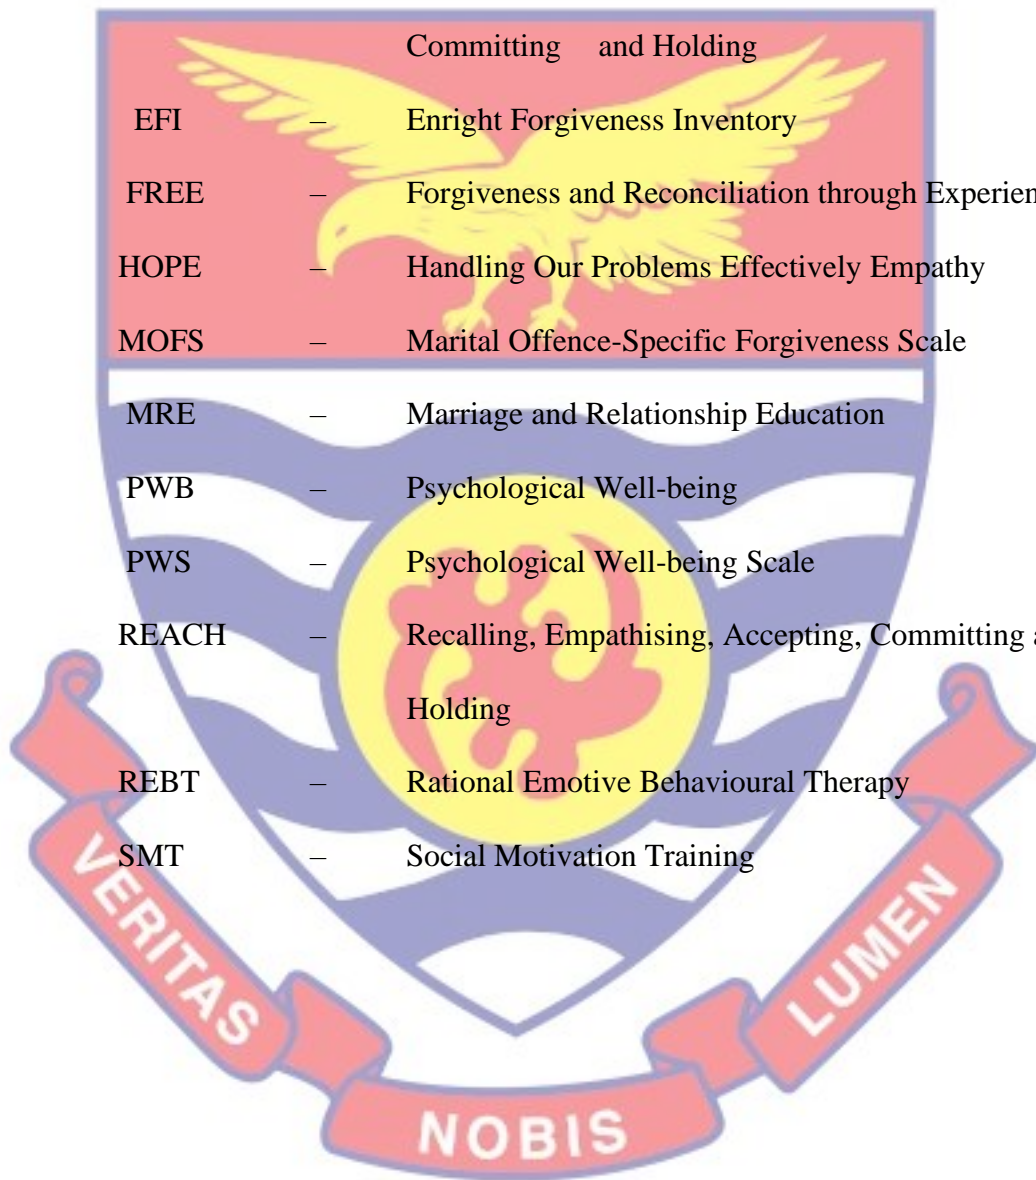 Committing and Holding
EFI – Enright Forgiveness Inventory
FREE – Forgiveness and Reconciliation through
HOPE – Handling Our Problems Effectively Empathy
MOFS – Marital Offence-Specific Forgiveness Scale
MRE – Marriage and Relationship Education
PWB – Psychological Well-being
PWS – Psychological Well-being Scale
REACH – Recalling, Empathising, Accepting, Committing
Holding
REBT – Rational Emotive Behavioural Therapy
SMT – Social Motivation Training
VERITAS
NOBIS
LUMEN